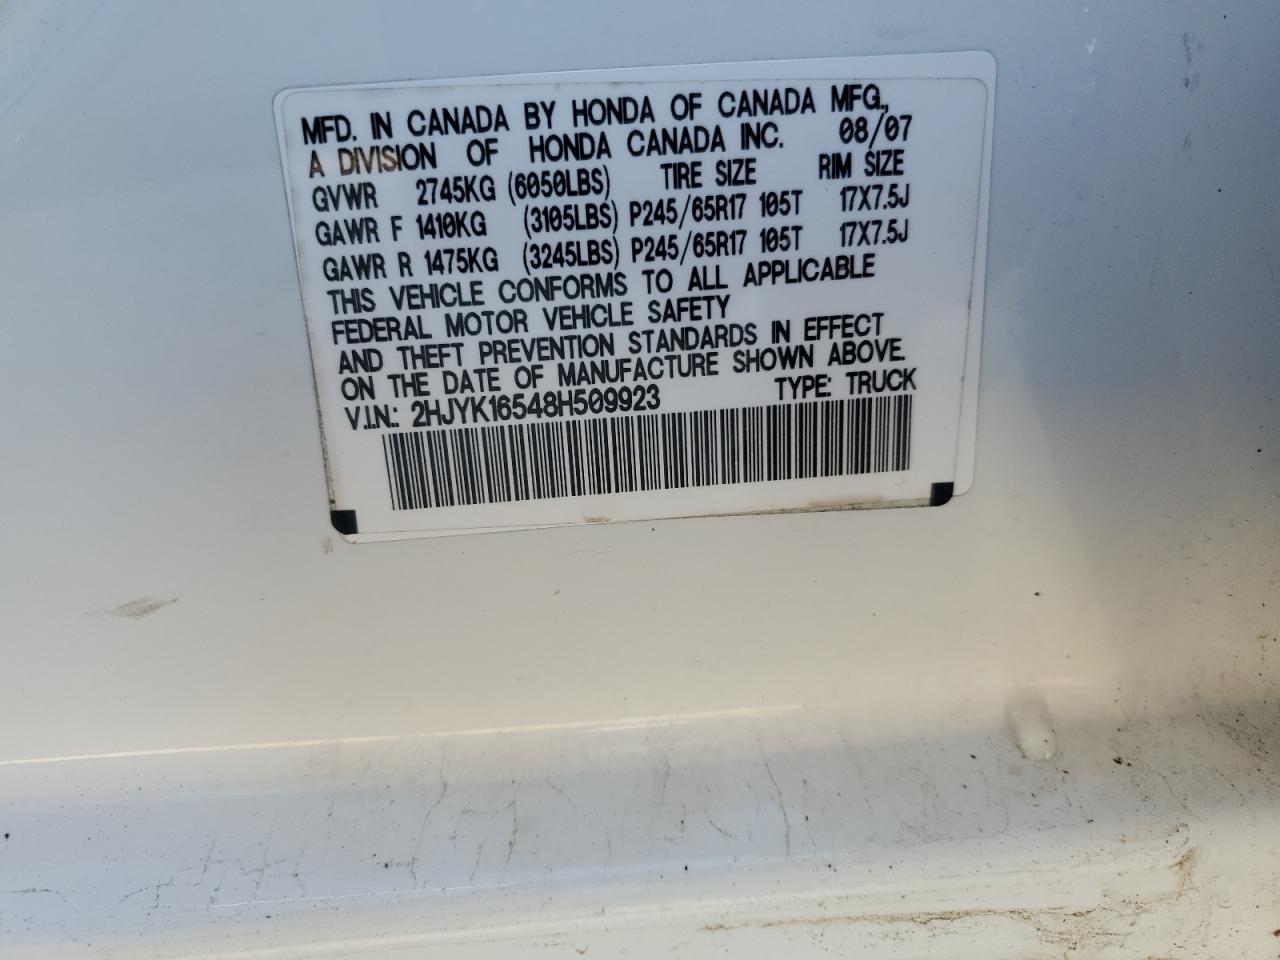 MFD. IN CANADA BY HONDA OF CANADA MFG.,
A DIVISION OF HONDA CANADA INC. 08/07
GVWR 2745KG (6050LBS) TIRE SIZE RIM SIZE
GAWR F 1410KG (3105LBS) P245/65R17 105T 17X7.5J
GAWR R 1475KG (3245LBS) P245/65R17 105T 17X7.5J
THIS VEHICLE CONFORMS TO ALL APPLICABLE
FEDERAL MOTOR VEHICLE SAFETY
AND THEFT PREVENTION STANDARDS IN EFFECT
ON THE DATE OF MANUFACTURE SHOWN ABOVE.
V.I.N.: 2HJYK16548H509923 TYPE: TRUCK